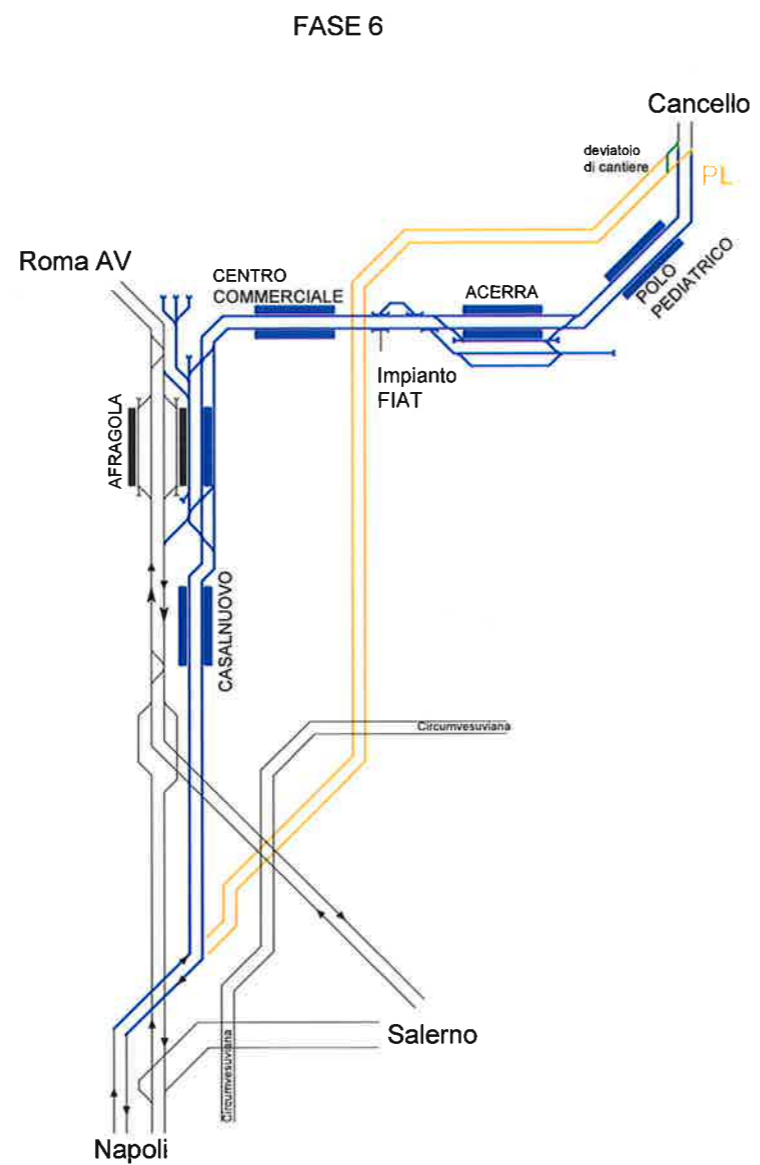 FASE 6
Cancello
deviatoio
di cantiere
PL
Roma AV
CENTRO
COMMERCIALE
ACERRA
POLO
PEDIATRICO
Impianto
FIAT
AFRAGOLA
CASALNUOVO
Circumvesuviana
Salerno
Circumvesuviana
Napoli